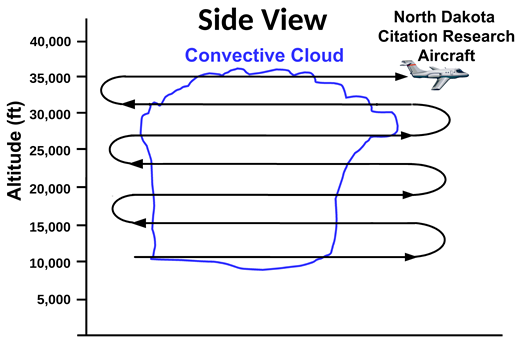 Side View
North Dakota
Citation Research
Aircraft
Convective Cloud
Altitude (ft)
40,000
35,000
30,000
25,000
20,000
15,000
10,000
5,000